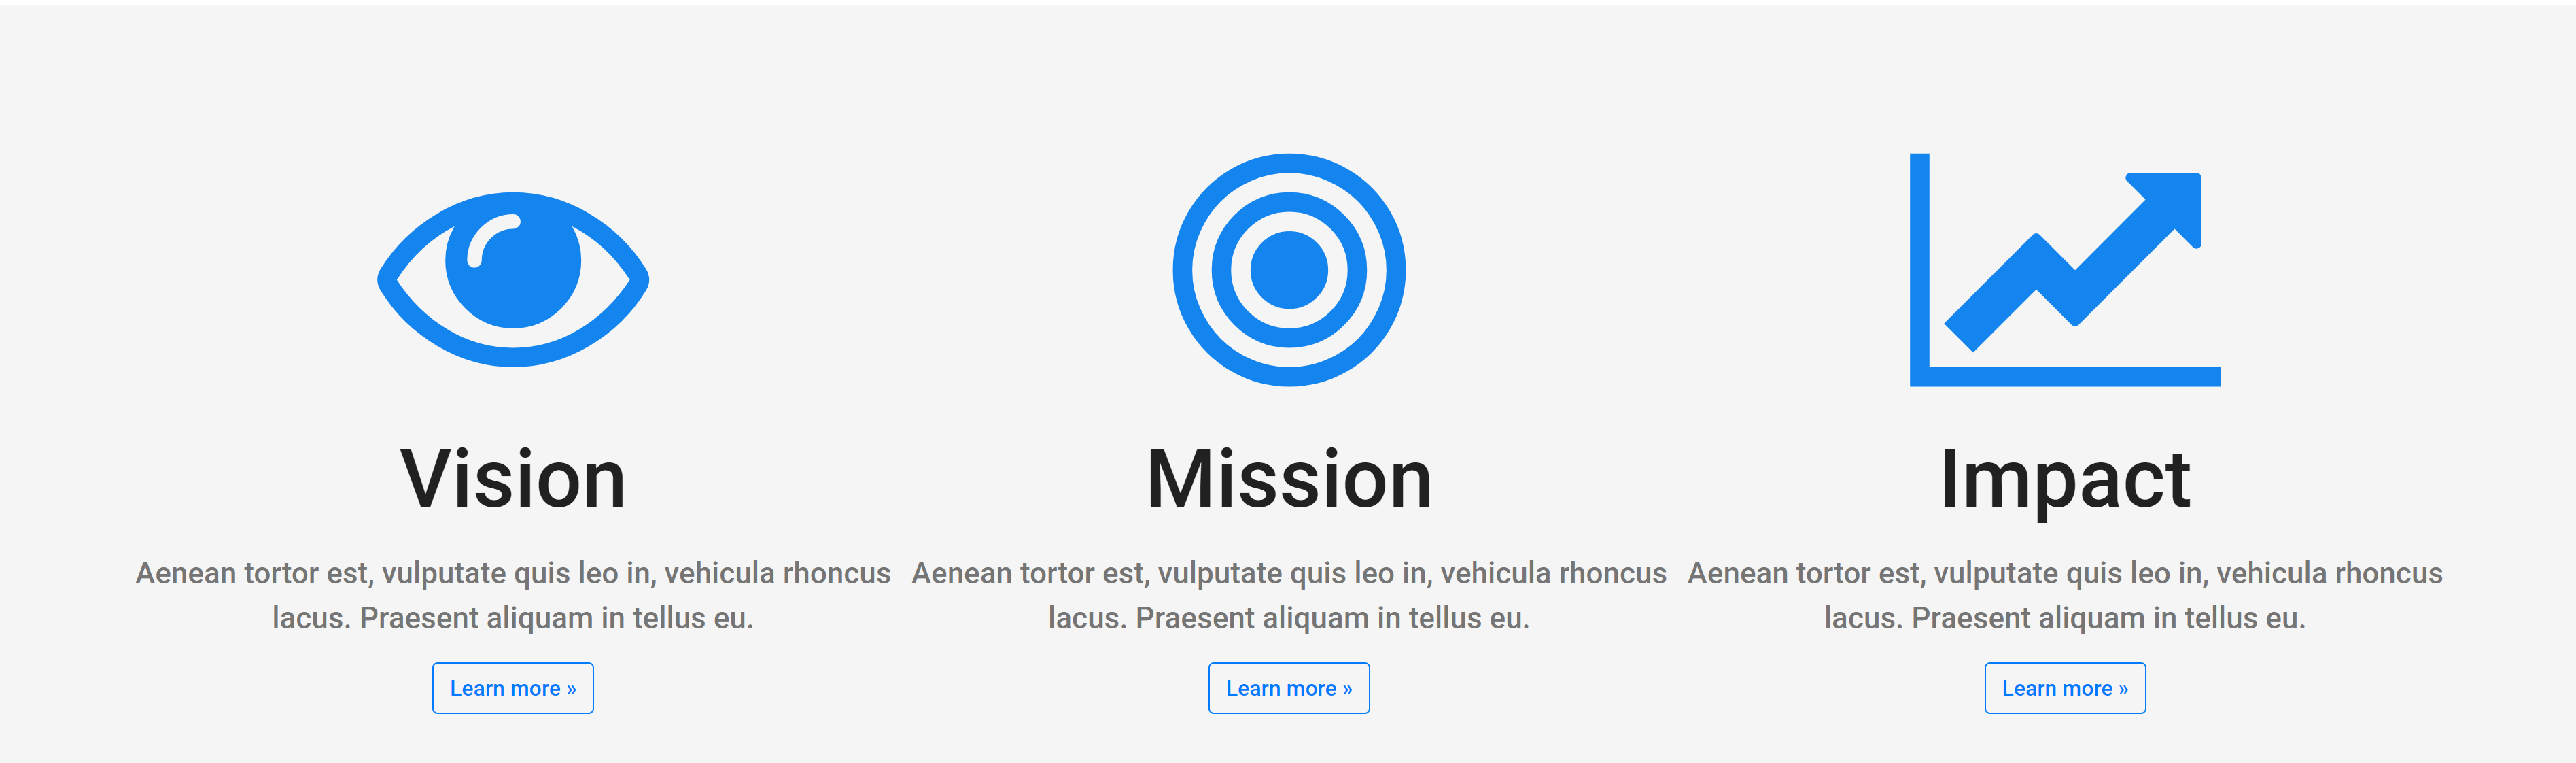 Vision
Aenean tortor est, vulputate quis leo in, vehicula rhoncus
lacus. Praesent aliquam in tellus eu.
Learn more »
Mission
Aenean tortor est, vulputate quis leo in, vehicula rhoncus
lacus. Praesent aliquam in tellus eu.
Learn more »
Impact
Aenean tortor est, vulputate quis leo in, vehicula rhoncus
lacus. Praesent aliquam in tellus eu.
Learn more »